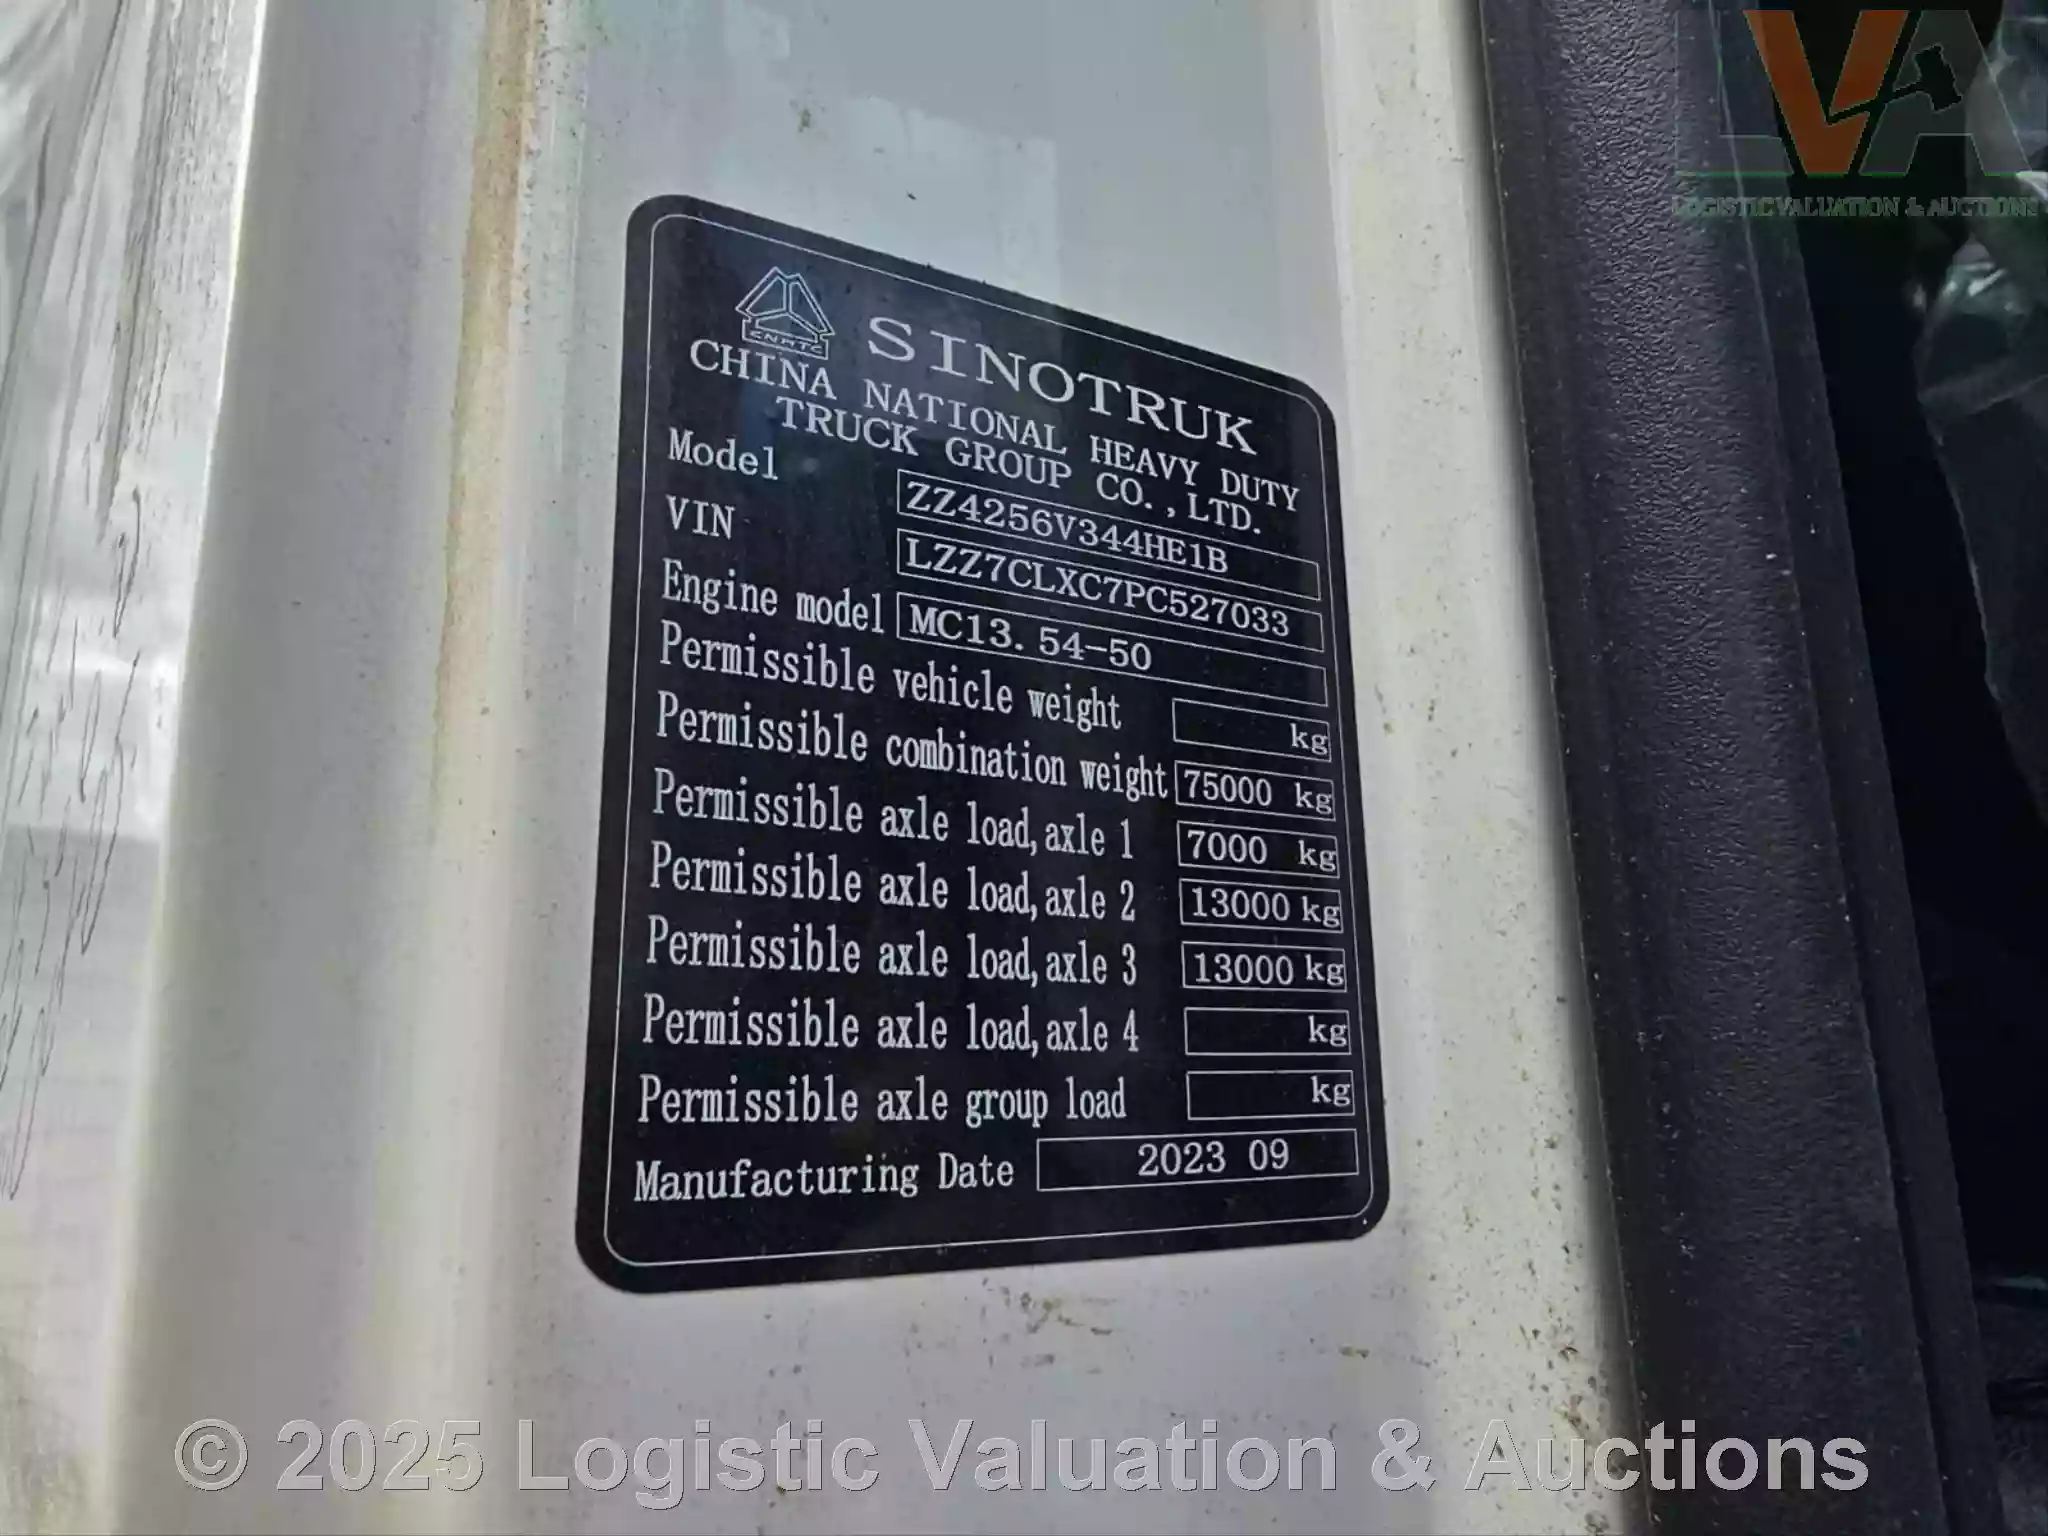 LVA
LOGISTIC VALUATION & AUCTIONS
CNHTC
SINOTRUK
CHINA NATIONAL HEAVY DUTY
TRUCK GROUP CO.,LTD.
Model ZZ4256V344HE1B
VIN LZZ7CLXC7PC527033
Engine model MC13.54-50
Permissible vehicle weight kg
Permissible combination weight 75000 kg
Permissible axle load,axle 1 7000 kg
Permissible axle load,axle 2 13000 kg
Permissible axle load,axle 3 13000 kg
Permissible axle load,axle 4 kg
Permissible axle group load kg
Manufacturing Date 2023 09
© 2025 Logistic Valuation & Auctions